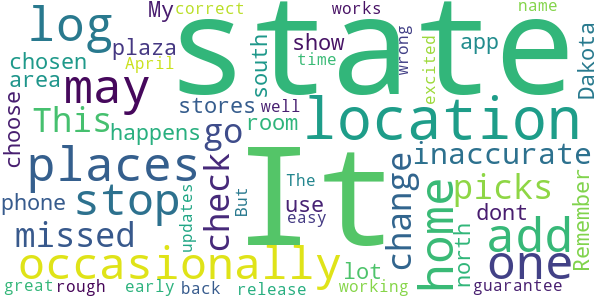 My correct works name
log state app wrong excited Dakota
chosen plaza April south show time
area may location
choose This happens stores well room
places go It
phone stop check use The easy But change inaccurate
missed updates home picks Remember
occasionally lot dont add north one
great rough early back release working guarantee